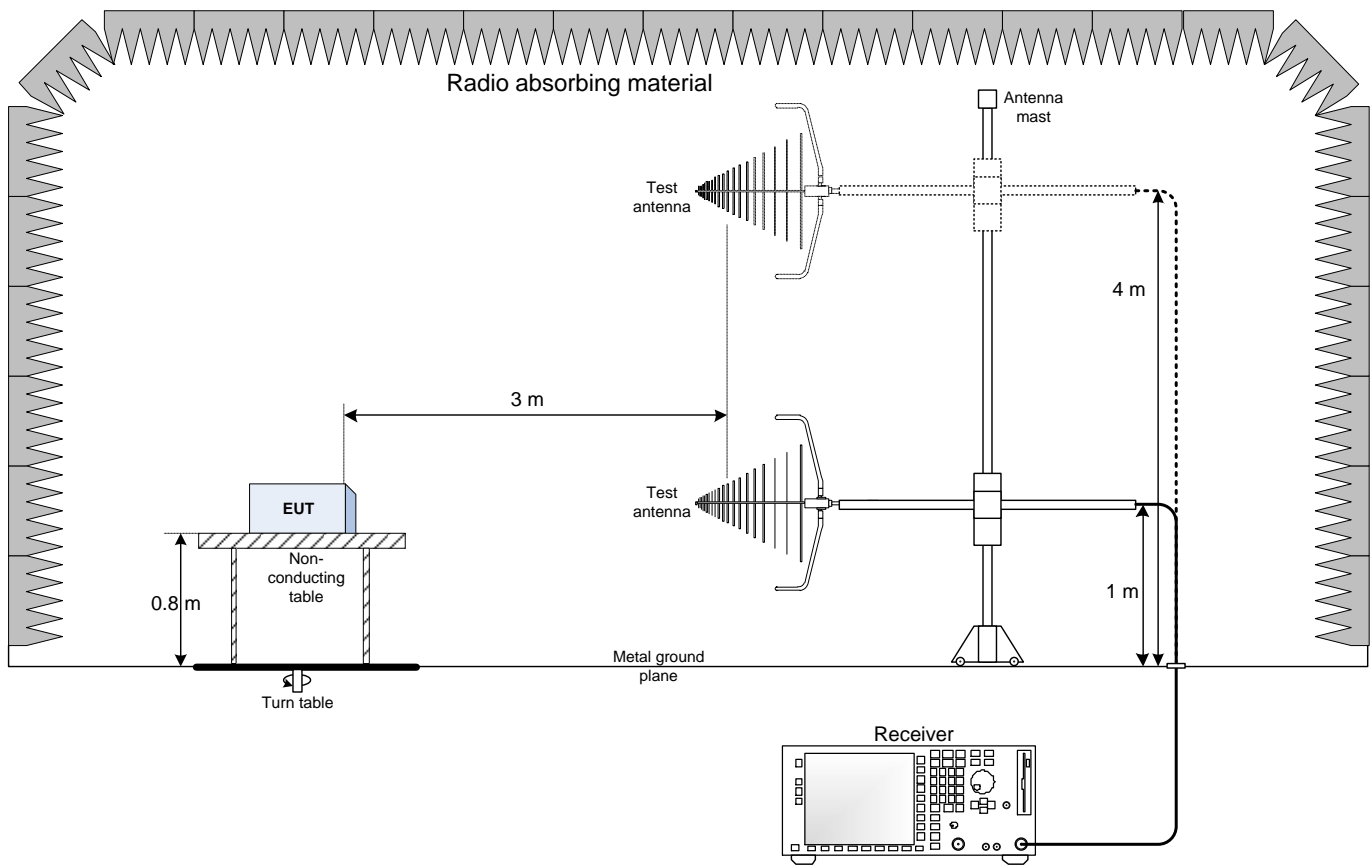 Radio absorbing material
Antenna
mast
Test
antenna
4 m
3 m
Test
antenna
EUT
Non-
conducting
table
0.8 m
1 m
Metal ground
plane
Turn table
Receiver